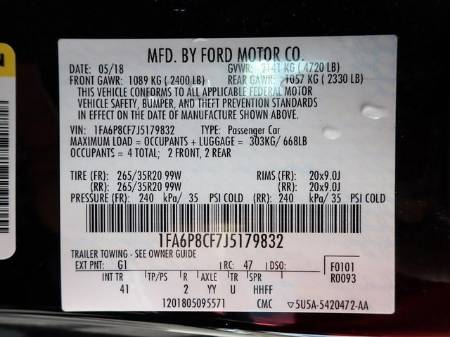 MFD. BY FORD MOTOR CO.
DATE: 05/18 GVWR: 2141 KG (4720 LB)
FRONT GAWR: 1089 KG (2400 LB) REAR GAWR: 1057 KG (2330 LB)
THIS VEHICLE CONFORMS TO ALL APPLICABLE FEDERAL MOTOR
VEHICLE SAFETY, BUMPER, AND THEFT PREVENTION STANDARDS
IN EFFECT ON THE DATE OF MANUFACTURE SHOWN ABOVE.
VIN: 1FA6P8CF7J5179832 TYPE: Passenger Car
MAXIMUM LOAD = OCCUPANTS + LUGGAGE = 303KG/ 668LB
OCCUPANTS = 4 TOTAL; 2 FRONT, 2 REAR
TIRE (FR): 265/35R20 99W RIMS (FR): 20x9.0J
(RR): 265/35R20 99W (RR): 20x9.0J
PRESSURE (FR): 240 kPa/ 35 PSI COLD (RR): 240 kPa/ 35 PSI COLD
1FA6P8CF7J5179832
TRAILER TOWING - SEE OWNER GUIDE
EXT PNT: G1 RC: 47 DSO: F0101
INT TR TP/PS R AXLE TR SPR R0093
41 2 YY U HHFF
1201805095571 CMC 5U5A-5420472-AA